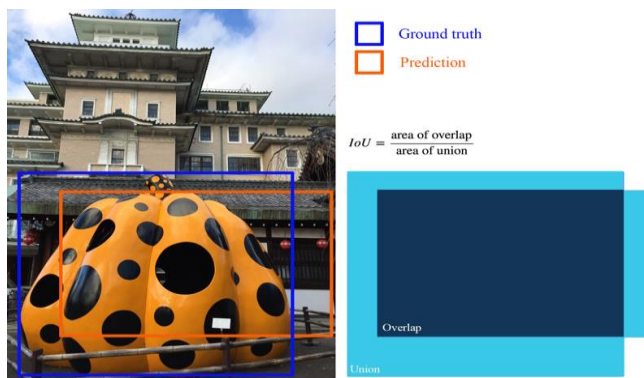 Ground truth
Prediction
IoU = area of overlap / area of union
Overlap
Union